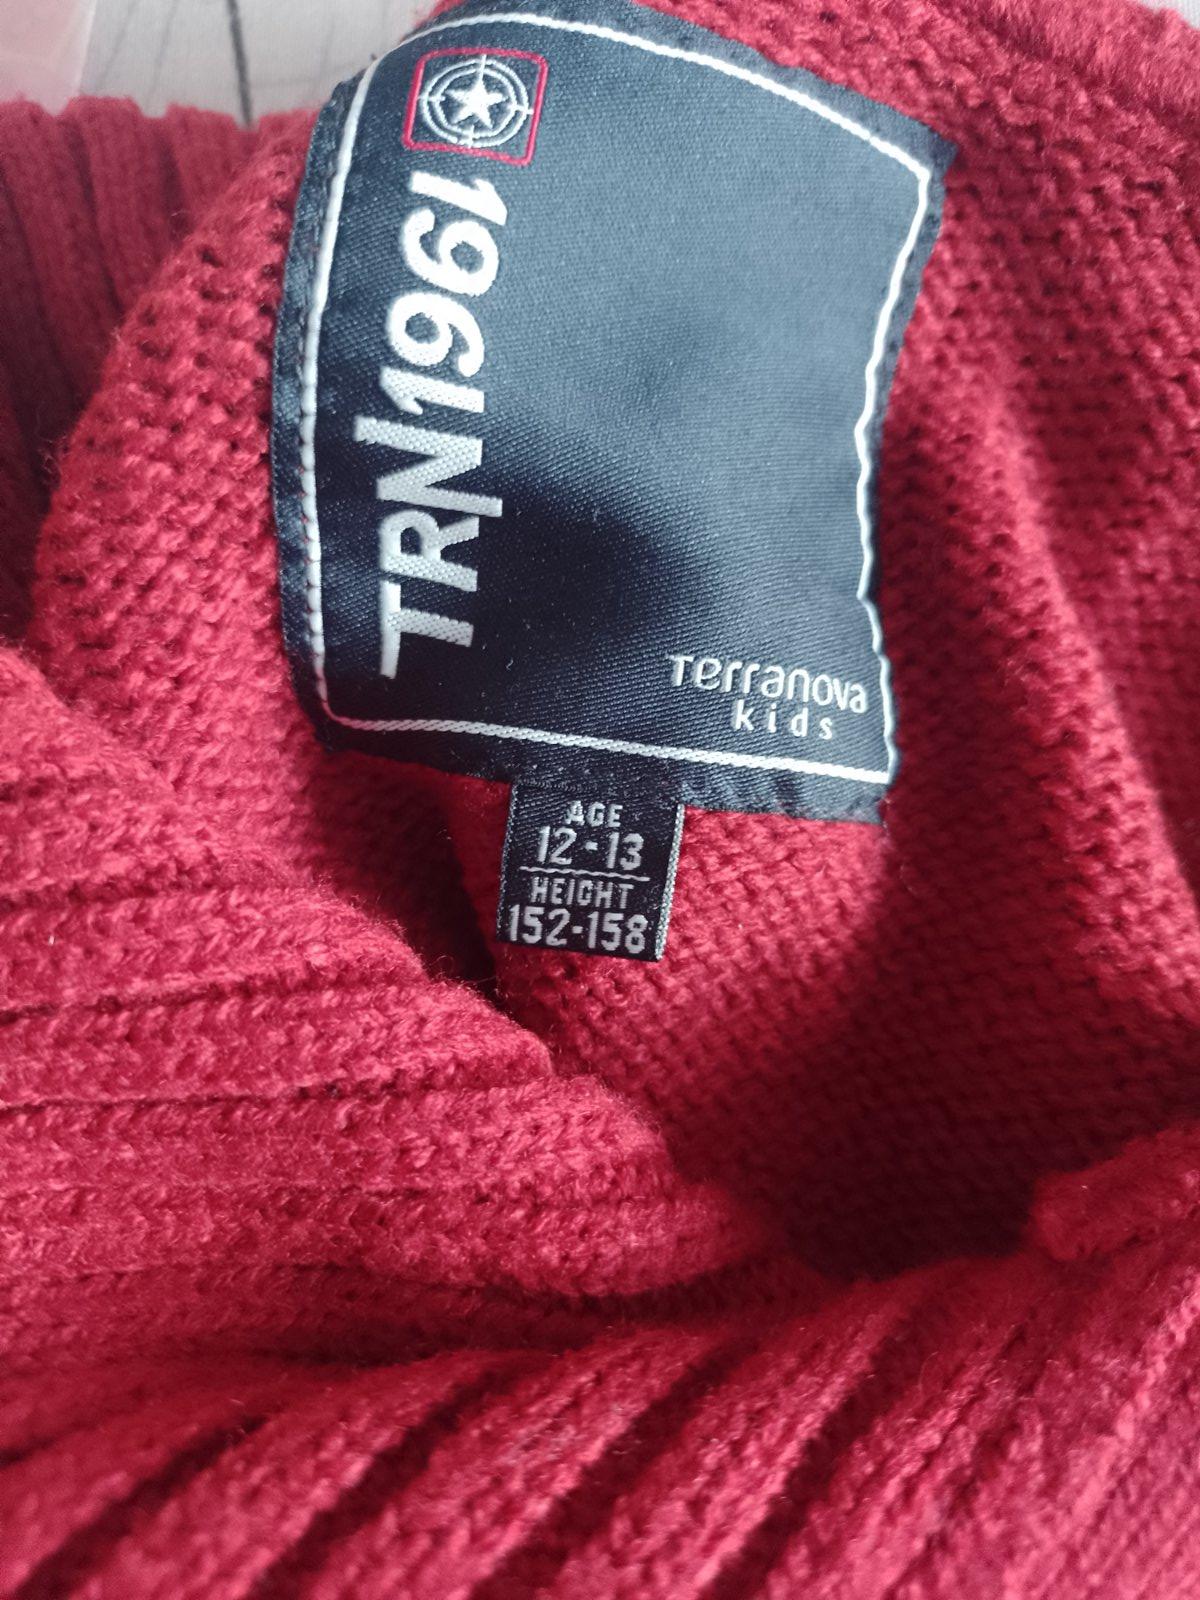 TRN1961
Terranova
kids
AGE
12-13
HEIGHT
152-158